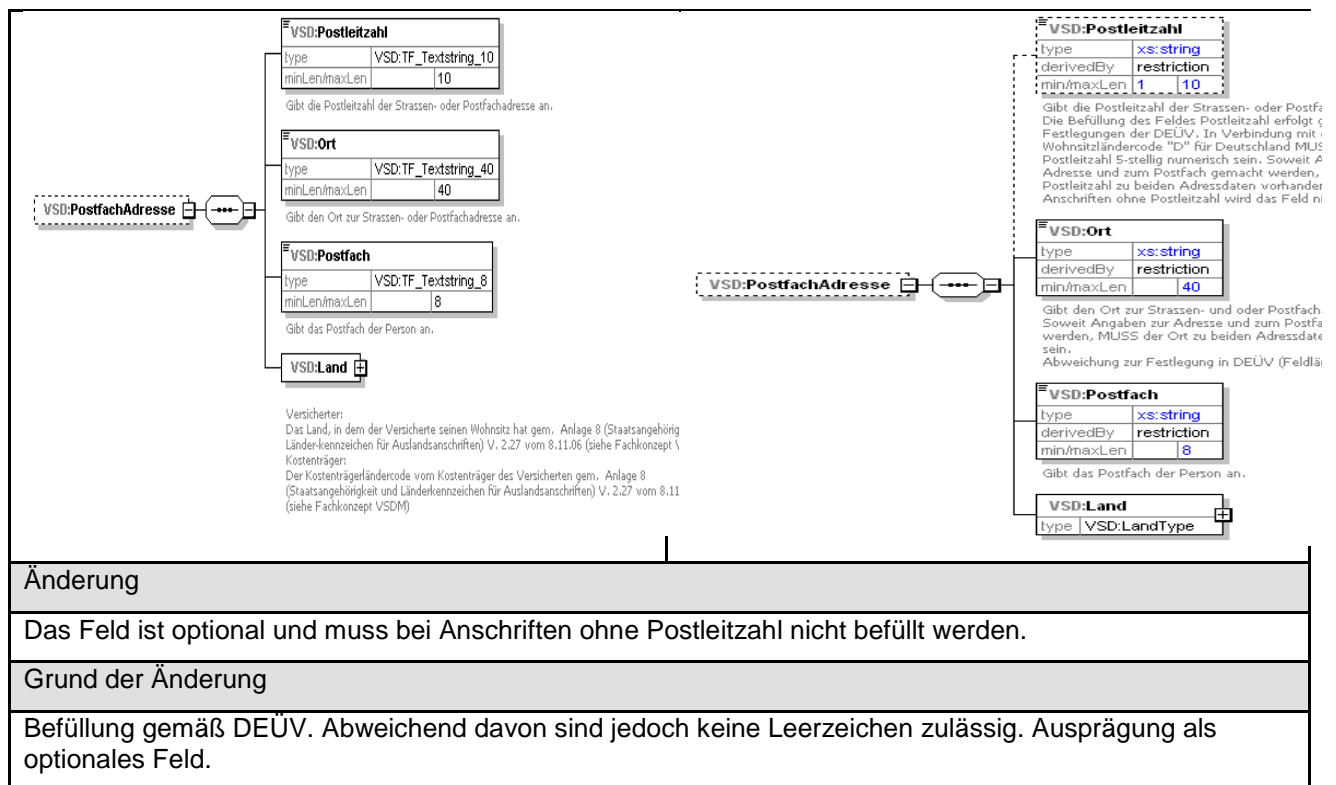 VSD:Postleitzahl
type VSD:TF_Textstring_10
minLen/maxLen 10
Gibt die Postleitzahl der Strassen- oder Postfachadresse an.
VSD:Ort
type VSD:TF_Textstring_40
minLen/maxLen 40
Gibt den Ort zur Strassen- oder Postfachadresse an.
VSD:PostfachAdresse
VSD:Postfach
type VSD:TF_Textstring_8
minLen/maxLen 8
Gibt das Postfach der Person an.
VSD:Land
Versicherter:
Das Land, in dem der Versicherte seinen Wohnsitz hat gem. Anlage 8 (Staatsangehörig
Länder-kennzeichen für Auslandsanschriften) V. 2.27 vom 8.11.06 (siehe Fachkonzept
Kostenträger:
Der Kostenträgerländercode vom Kostenträger des Versicherten gem. Anlage 8
(Staatsangehörigkeit und Länderkennzeichen für Auslandsanschriften) V. 2.27 vom 8.11
(siehe Fachkonzept VSDM)
VSD:Postleitzahl
type xs:string
derivedBy restriction
min/maxLen 1 10
Gibt die Postleitzahl der Strassen- oder Postfa
Die Befüllung des Feldes Postleitzahl erfolgt g
Festlegungen der DEÜV. In Verbindung mit
Wohnsitzländercode "D" für Deutschland MUS
Postleitzahl 5-stellig numerisch sein. Soweit A
Adresse und zum Postfach gemacht werden,
Postleitzahl zu beiden Adressdaten vorhanden
Anschriften ohne Postleitzahl wird das Feld ni
VSD:Ort
type xs:string
derivedBy restriction
min/maxLen 40
Gibt den Ort zur Strassen- und oder Postfach
Soweit Angaben zur Adresse und zum Postfa
werden, MUSS der Ort zu beiden Adressdate
sein.
Abweichung zur Festlegung in DEÜV (Feldlä
VSD:PostfachAdresse
VSD:Postfach
type xs:string
derivedBy restriction
min/maxLen 8
Gibt das Postfach der Person an.
VSD:Land
type VSD:LandType
Änderung
Das Feld ist optional und muss bei Anschriften ohne Postleitzahl nicht befüllt werden.
Grund der Änderung
Befüllung gemäß DEÜV. Abweichend davon sind jedoch keine Leerzeichen zulässig. Ausprägung als
optionales Feld.